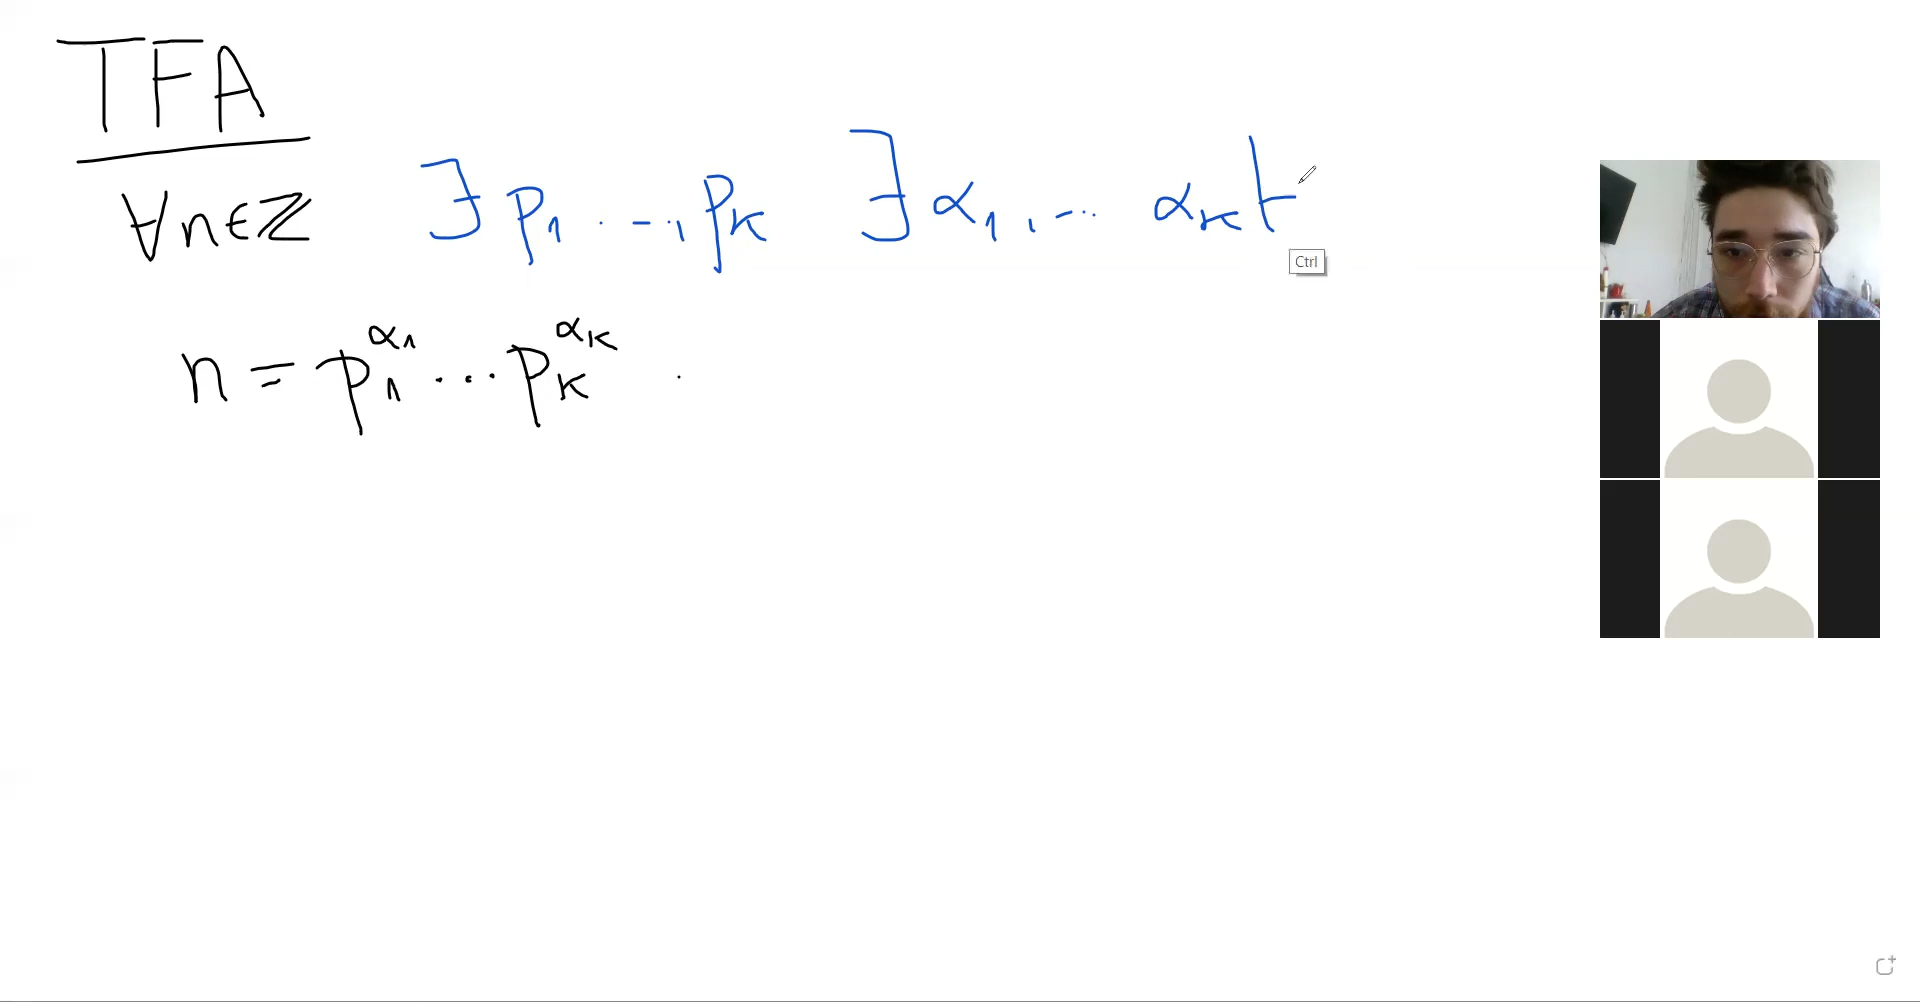 TFA
∀n∈ℤ ∃ p₁ ..., pₖ ∃ α₁, ... αₖ t
Ctrl
n = p₁^α₁ ... pₖ^αₖ .